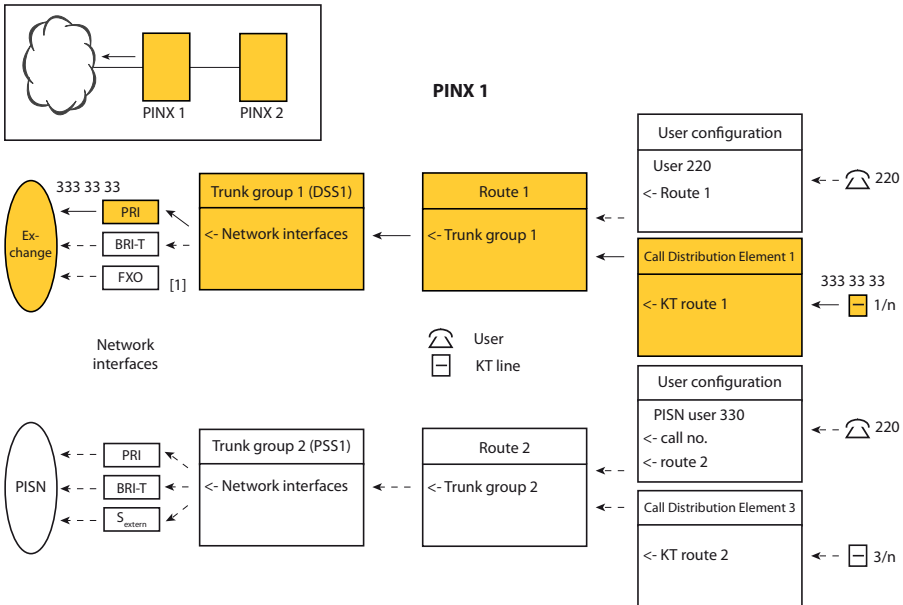 PINX 1
PINX 2
PINX 1
User configuration
User 220
<- Route 1
220
333 33 33
Trunk group 1 (DSS1)
Route 1
PRI
Ex-
change
BRI-T
<- Network interfaces
<- Trunk group 1
Call Distribution Element 1
FXO
[1]
333 33 33
<- KT route 1
1/n
Network
interfaces
User
KT line
User configuration
PISN user 330
<- call no.
<- route 2
220
Trunk group 2 (PSS1)
Route 2
PRI
PISN
BRI-T
<- Network interfaces
<- Trunk group 2
Sextern
Call Distribution Element 3
<- KT route 2
3/n